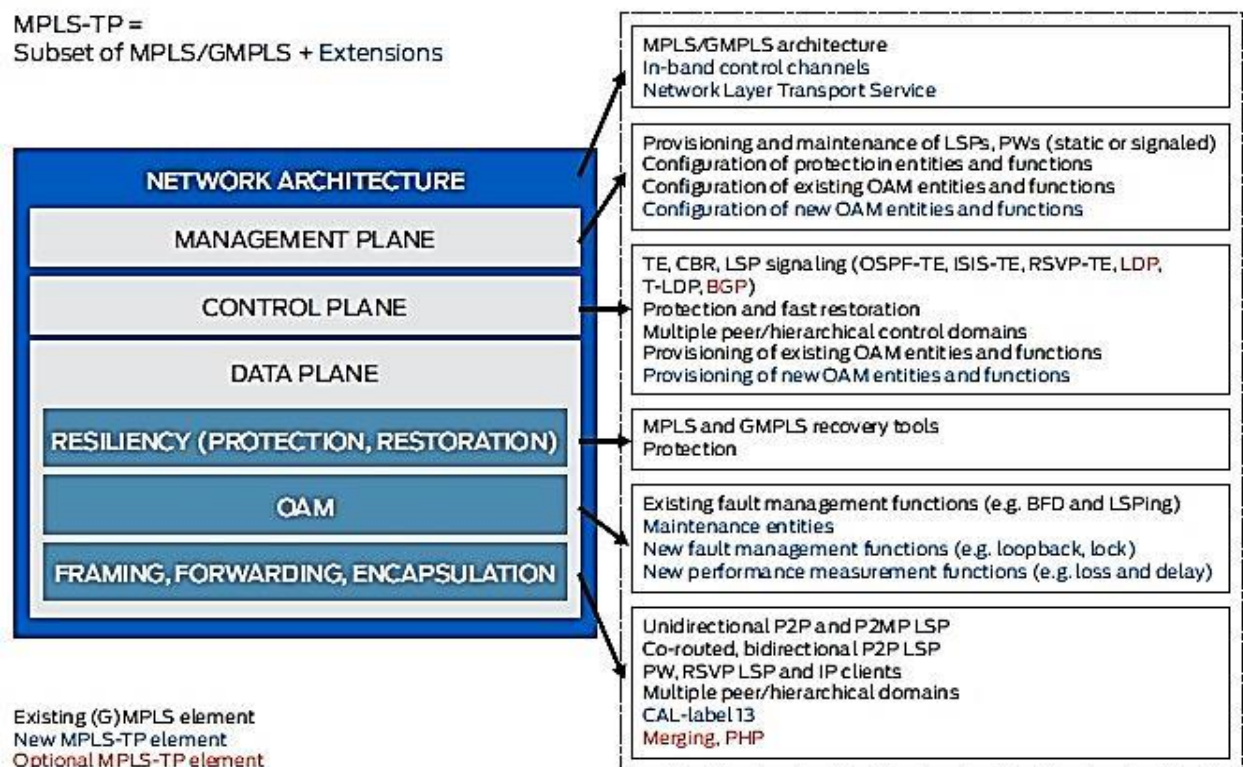 MPLS-TP =
Subset of MPLS/GMPLS + Extensions
NETWORK ARCHITECTURE
MANAGEMENT PLANE
CONTROL PLANE
DATA PLANE
RESILIENCY (PROTECTION, RESTORATION)
OAM
FRAMING, FORWARDING, ENCAPSULATION
MPLS/GMPLS architecture
In-band control channels
Network Layer Transport Service
Provisioning and maintenance of LSPs, PWs (static or signaled)
Configuration of protectioin entities and functions
Configuration of existing OAM entities and functions
Configuration of new OAM entities and functions
TE, CBR, LSP signaling (OSPF-TE, ISIS-TE, RSVP-TE, LDP,
T-LDP, BGP)
Protection and fast restoration
Multiple peer/hierarchical control domains
Provisioning of existing OAM entities and functions
Provisioning of new OAM entities and functions
MPLS and GMPLS recovery tools
Protection
Existing fault management functions (e.g. BFD and LSPing)
Maintenance entities
New fault management functions (e.g. loopback, lock)
New performance measurement functions (e.g. loss and delay)
Unidirectional P2P and P2MP LSP
Co-routed, bidirectional P2P LSP
PW, RSVP LSP and IP clients
Multiple peer/hierarchical domains
CAL-label 13
Merging, PHP
Existing (G)MPLS element
New MPLS-TP element
Optional MPLS-TP element